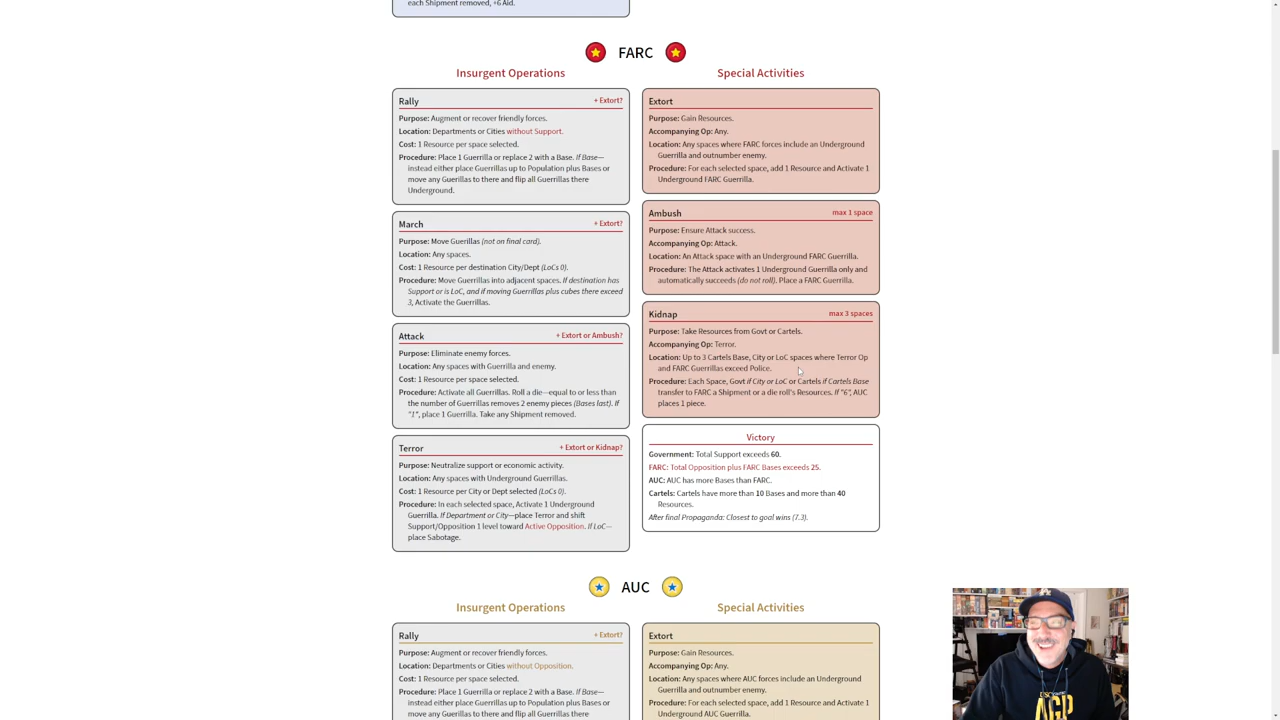 each Shipment removed, +6 Aid.
FARC
Insurgent Operations
Special Activities
Rally
+ Extort?
Purpose: Augment or recover friendly forces.
Location: Departments or Cities without Support.
Cost: 1 Resource per space selected.
Procedure: Place 1 Guerrilla or replace 2 with a Base. If Base—
instead either place Guerrillas up to Population plus Bases or
move any Guerillas to there and flip all Guerrillas there
Underground.
March
+ Extort?
Purpose: Move Guerillas (not on final card).
Location: Any spaces.
Cost: 1 Resource per destination City/Dept (LoCs 0).
Procedure: Move Guerrillas into adjacent spaces. If destination has
Support or is LoC, and if moving Guerrillas plus cubes there exceed
3, Activate the Guerrillas.
Attack
+ Extort or Ambush?
Purpose: Eliminate enemy forces.
Location: Any spaces with Guerrilla and enemy.
Cost: 1 Resource per space selected.
Procedure: Activate all Guerrillas. Roll a die—equal to or less than
the number of Guerrillas removes 2 enemy pieces (Bases last). If
"1", place 1 Guerrilla. Take any Shipment removed.
Terror
+ Extort or Kidnap?
Purpose: Neutralize support or economic activity.
Location: Any spaces with Underground Guerrillas.
Cost: 1 Resource per City or Dept selected (LoCs 0).
Procedure: In each selected space, Activate 1 Underground
Guerrilla. If Department or City—place Terror and shift
Support/Opposition 1 level toward Active Opposition. If LoC—
place Sabotage.
Extort
Purpose: Gain Resources.
Accompanying Op: Any.
Location: Any spaces where FARC forces include an Underground
Guerrilla and outnumber enemy.
Procedure: For each selected space, add 1 Resource and Activate 1
Underground FARC Guerrilla.
Ambush
max 1 space
Purpose: Ensure Attack success.
Accompanying Op: Attack.
Location: An Attack space with an Underground FARC Guerrilla.
Procedure: The Attack activates 1 Underground Guerrilla only and
automatically succeeds (do not roll). Place a FARC Guerrilla.
Kidnap
max 3 spaces
Purpose: Take Resources from Govt or Cartels.
Accompanying Op: Terror.
Location: Up to 3 Cartels Base, City or LoC spaces where Terror Op
and FARC Guerrillas exceed Police.
Procedure: Each Space, Govt if City or LoC or Cartels if Cartels Base
transfer to FARC a Shipment or a die roll's Resources. If "6", AUC
places 1 piece.
Victory
Government: Total Support exceeds 60.
FARC: Total Opposition plus FARC Bases exceeds 25.
AUC: AUC has more Bases than FARC.
Cartels: Cartels have more than 10 Bases and more than 40
Resources.
After final Propaganda: Closest to goal wins (7.3).
AUC
Insurgent Operations
Special Activities
Rally
+ Extort?
Purpose: Augment or recover friendly forces.
Location: Departments or Cities without Opposition.
Cost: 1 Resource per space selected.
Procedure: Place 1 Guerrilla or replace 2 with a Base. If Base—
instead either place Guerrillas up to Population plus Bases or
move any Guerillas to there and flip all Guerrillas there
Extort
Purpose: Gain Resources.
Accompanying Op: Any.
Location: Any spaces where AUC forces include an Underground
Guerrilla and outnumber enemy.
Procedure: For each selected space, add 1 Resource and Activate 1
Underground AUC Guerrilla.